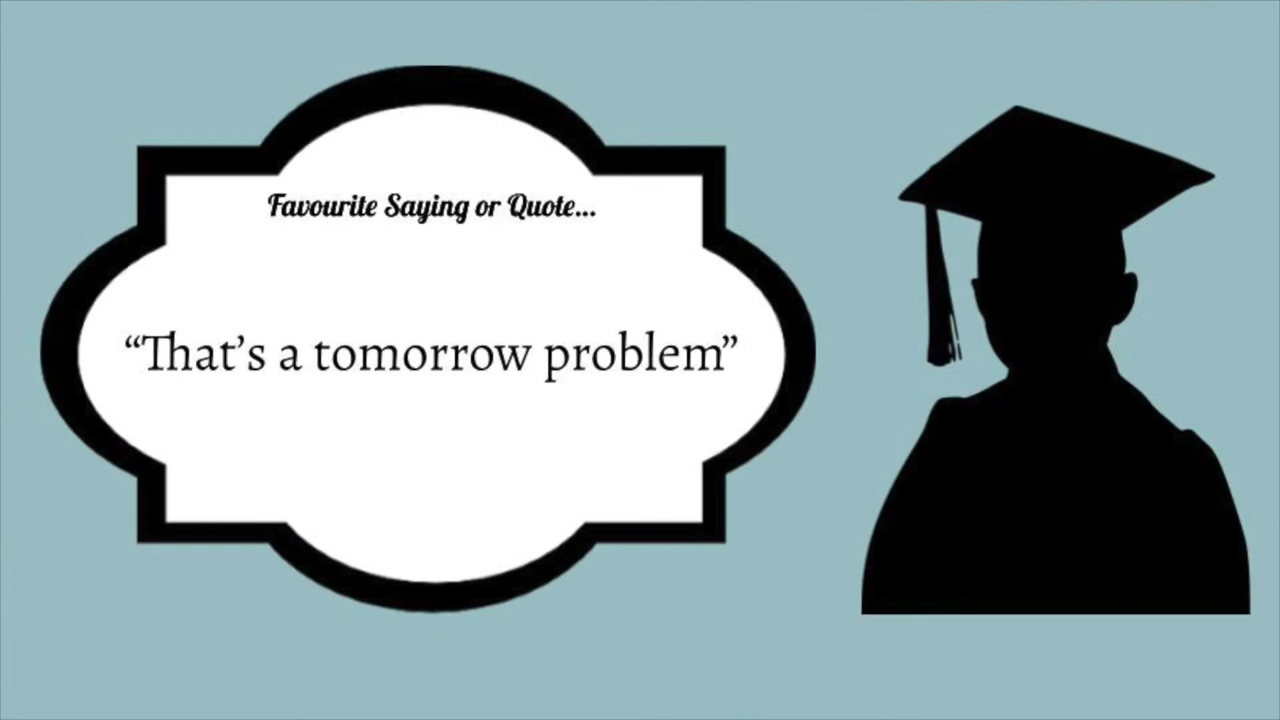 Favourite Saying or Quote...
“That’s a tomorrow problem”